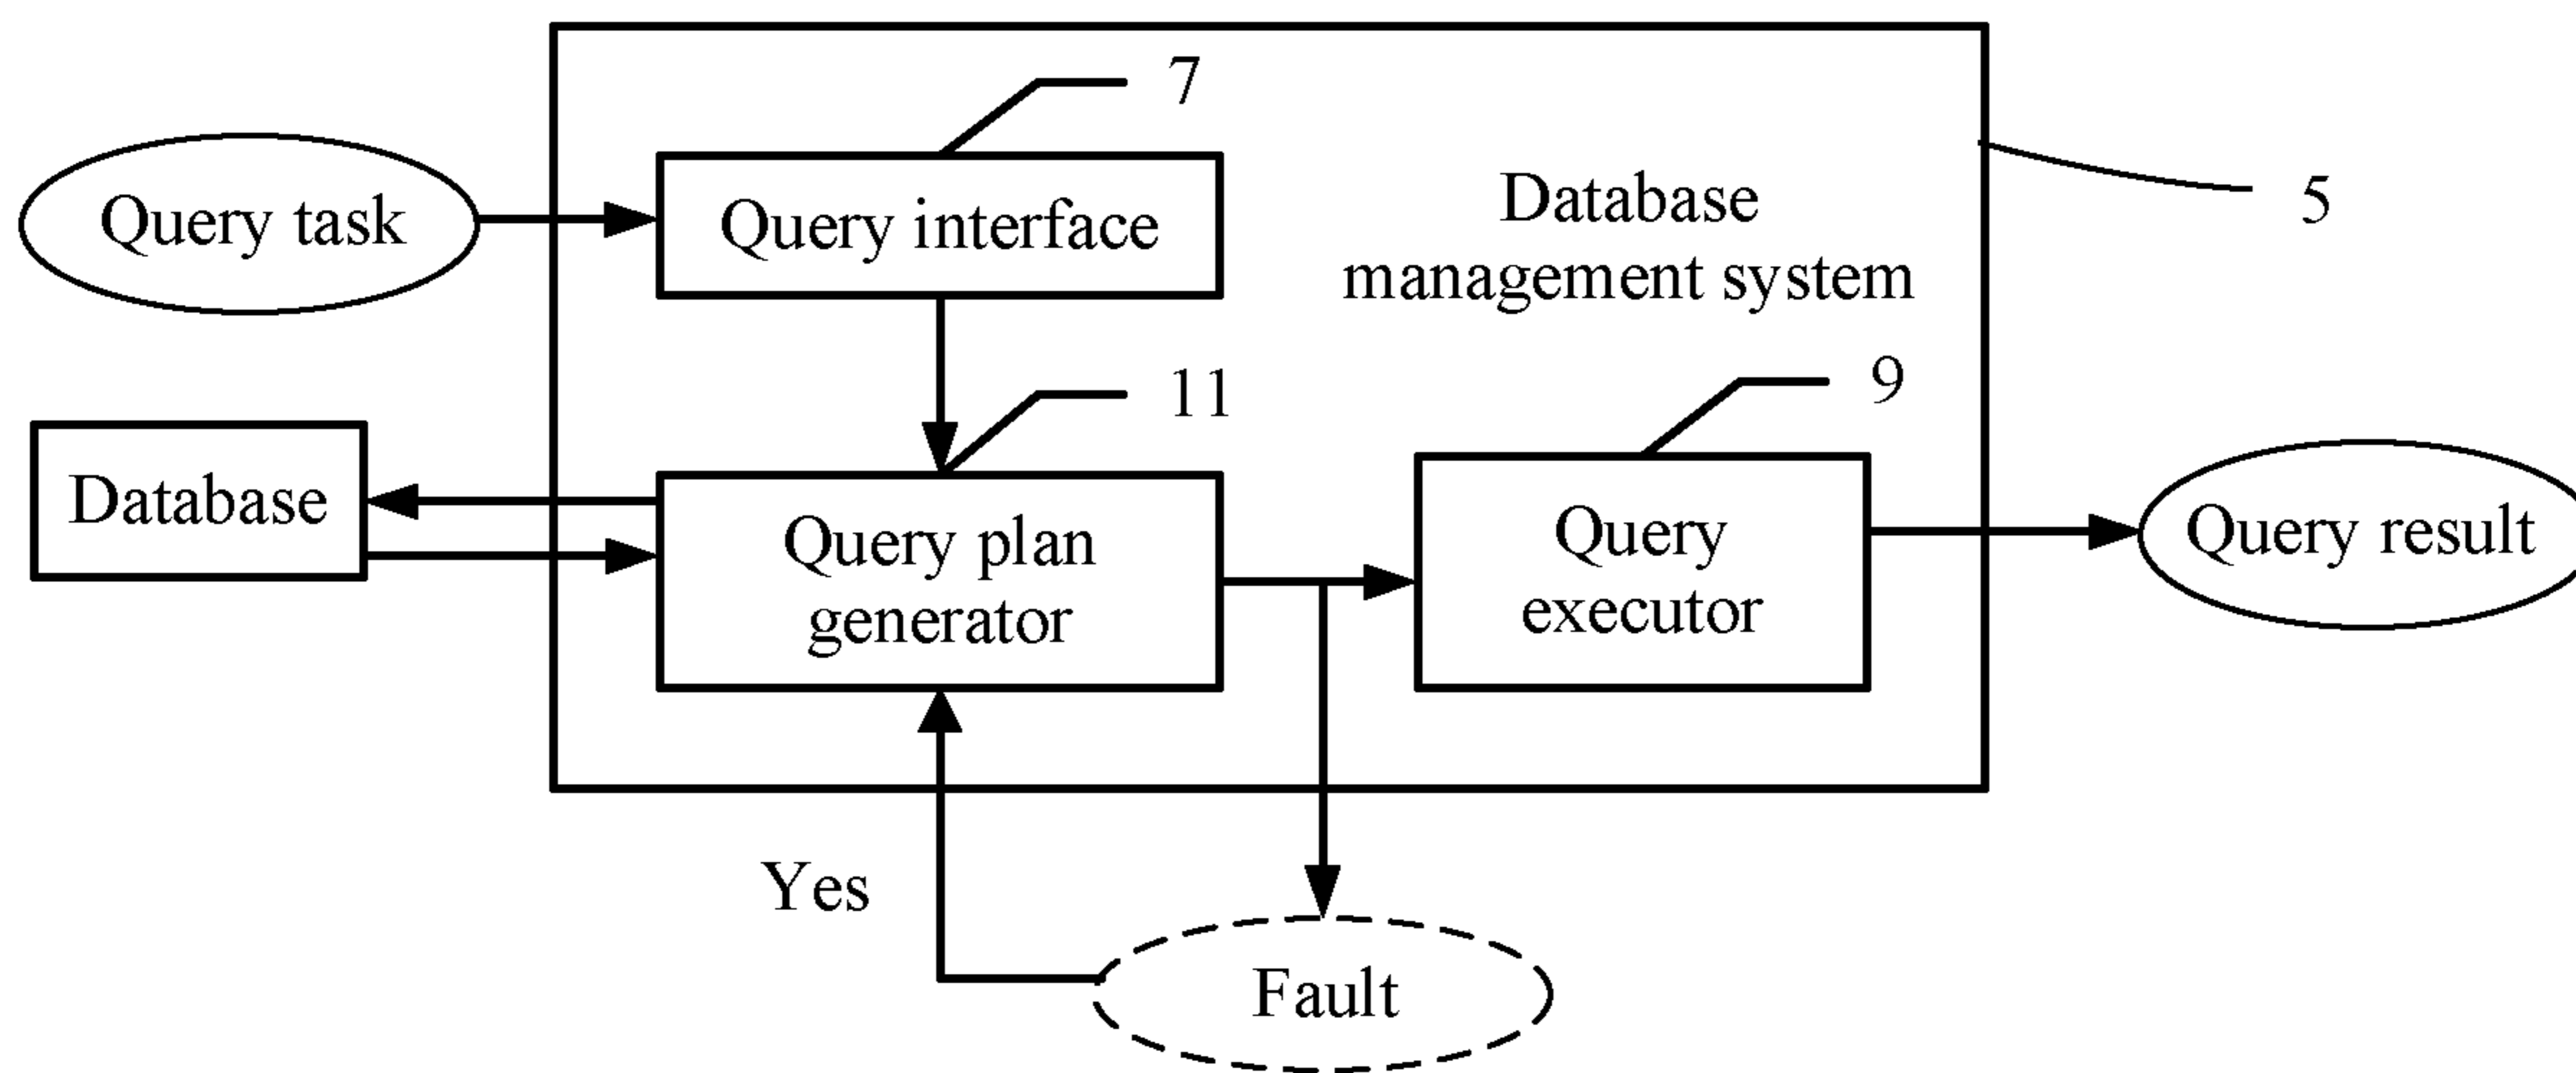 7
Query task
Query interface
Database
management system
5
11
9
Database
Query plan
generator
Query
executor
Query result
Yes
Fault